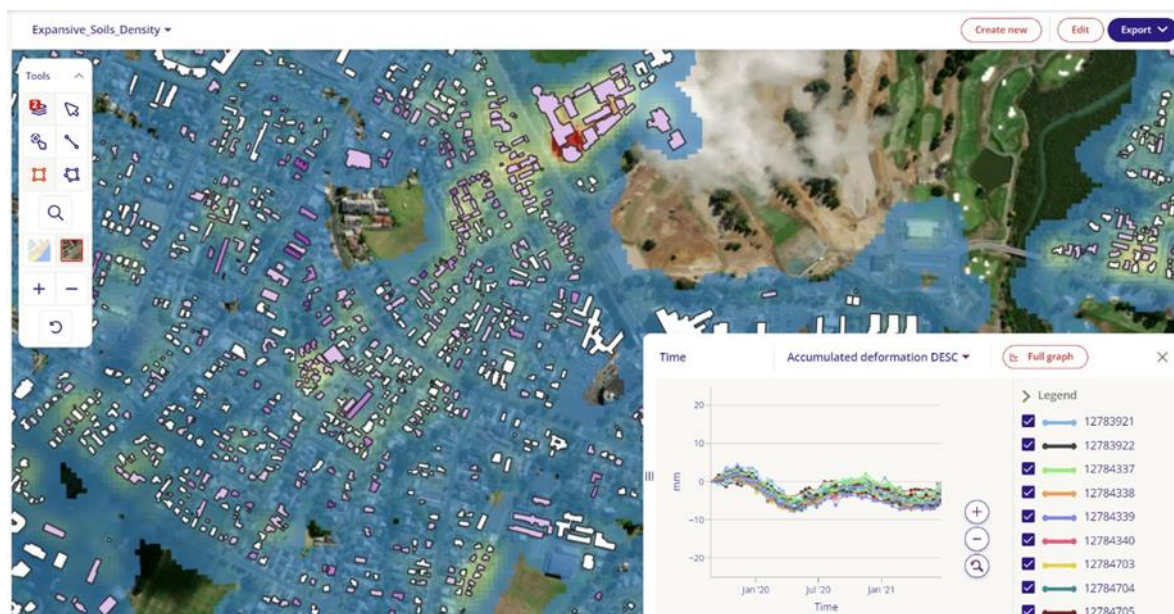 Expansive_Soils_Density
Create new
Edit
Export
Tools
2
Time
Accumulated deformation DESC
Full graph
Legend
20
10
0
−10
−20
mm
Jan '20
Jul '20
Jan '21
Time
12783921
12783922
12784337
12784338
12784339
12784340
12784703
12784704
12784705